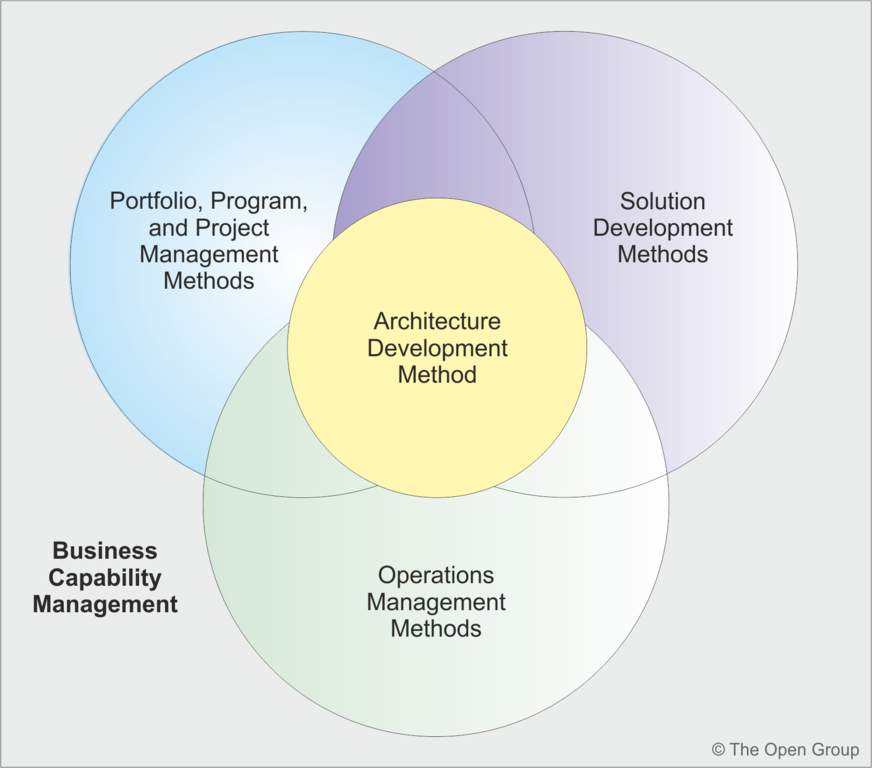 Portfolio, Program,
and Project
Management
Methods
Solution
Development
Methods
Architecture
Development
Method
Business
Capability
Management
Operations
Management
Methods
© The Open Group